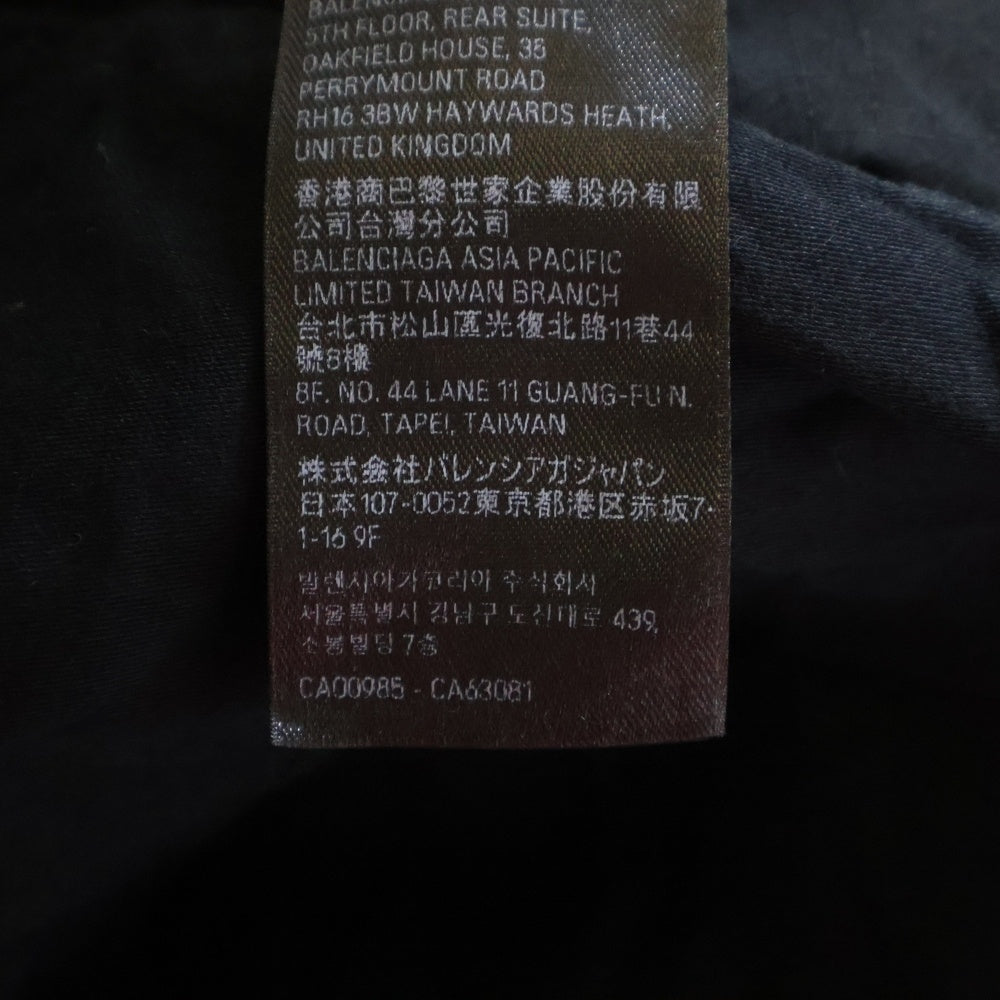 BALENCIAGA
5TH FLOOR, REAR SUITE,
OAKFIELD HOUSE, 35
PERRYMOUNT ROAD
RH16 3BW HAYWARDS HEATH,
UNITED KINGDOM
香港商巴黎世家企業股份有限
公司台灣分公司
BALENCIAGA ASIA PACIFIC
LIMITED TAIWAN BRANCH
台北市松山區光復北路11巷44
號8樓
8F. NO. 44 LANE 11 GUANG-FU N.
ROAD, TAPEI, TAIWAN
株式会社バレンシアガジャパン
日本107-0052東京都港区赤坂7-
1-16 9F
발렌시아가코리아 주식회사
서울특별시 강남구 도산대로 439,
소봉빌딩 7층
CA00985 - CA63081